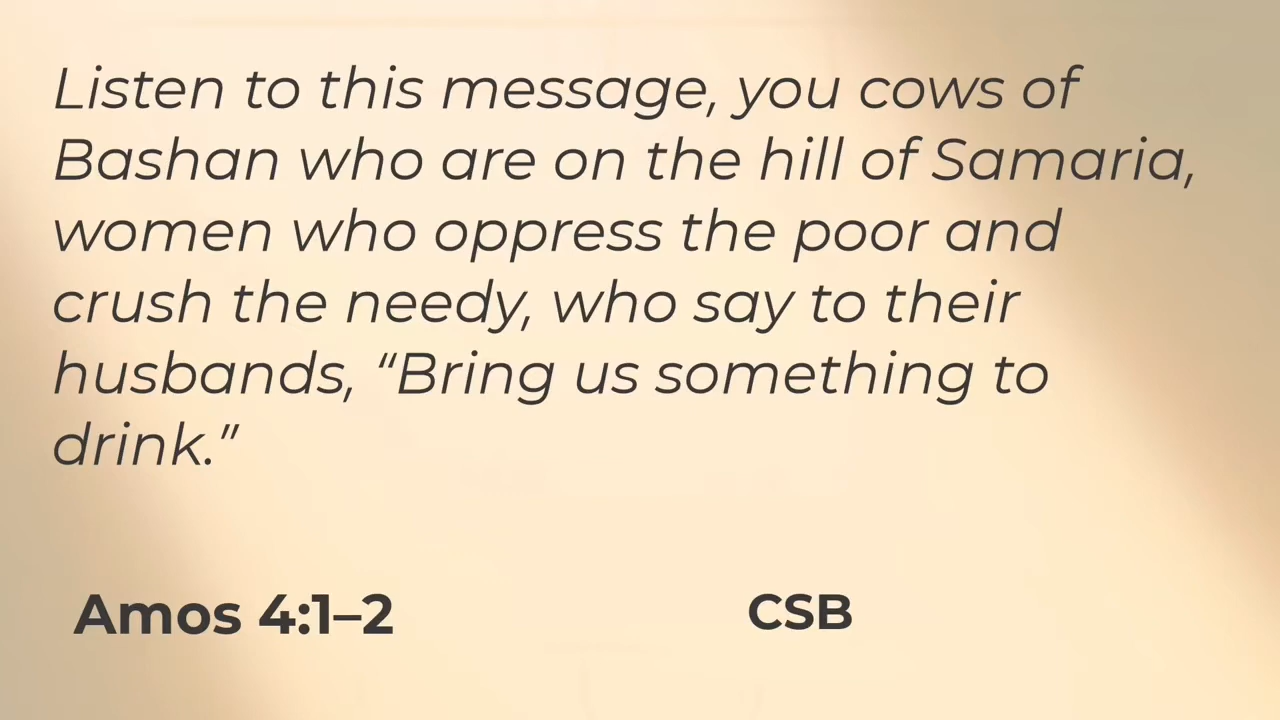 Listen to this message, you cows of
Bashan who are on the hill of Samaria,
women who oppress the poor and
crush the needy, who say to their
husbands, “Bring us something to
drink.”
Amos 4:1–2
CSB